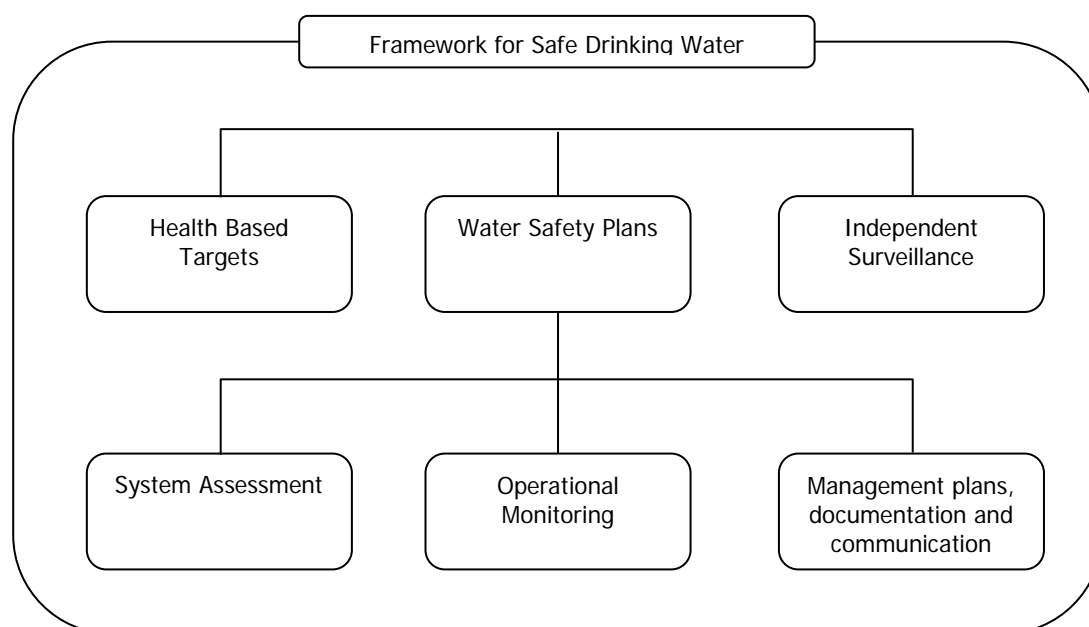 Framework for Safe Drinking Water
Health Based
Targets
Water Safety Plans
Independent
Surveillance
System Assessment
Operational
Monitoring
Management plans,
documentation and
communication